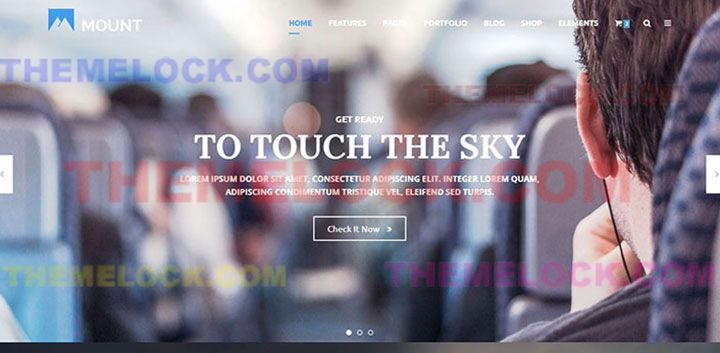 MOUNT
HOME FEATURES PAGES PORTFOLIO BLOG SHOP ELEMENTS
THEMELOCK.COM
THEMELOCK.COM
GET READY
TO TOUCH THE SKY
THEMELOCK.COM
LOREM IPSUM DOLOR SIT AMET, CONSECTETUR ADIPISCING ELIT. INTEGER LOREM QUAM,
ADIPISCING CONDIMENTUM TRISTIQUE VEL, ELEIFEND SED TURPIS.
Check It Now
THEMELOCK.COM
THEMELOCK.COM